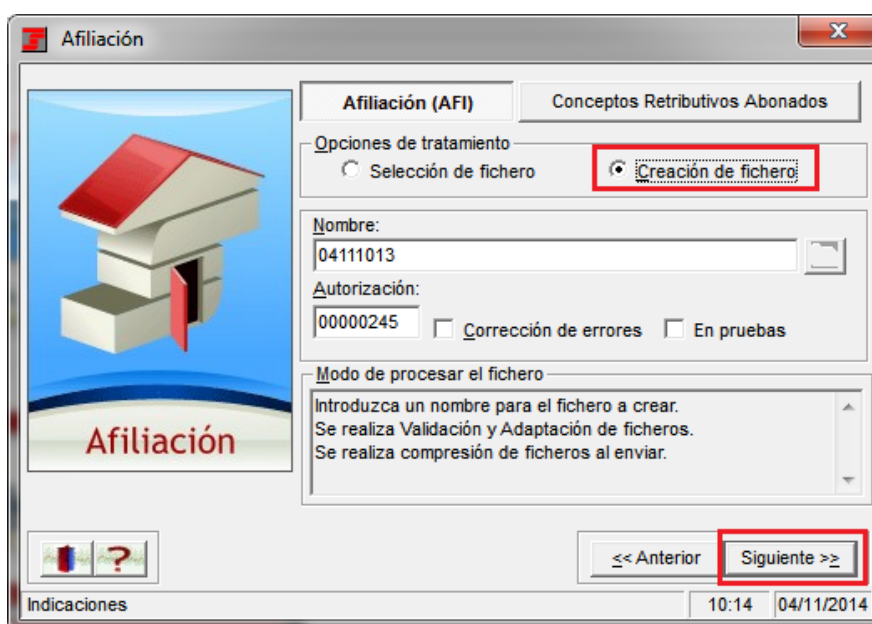 Afiliación
X
Afiliación (AFI)
Conceptos Retributivos Abonados
Opciones de tratamiento
Selección de fichero
Creación de fichero
Nombre:
04111013
Autorización:
00000245
Corrección de errores
En pruebas
Modo de procesar el fichero
Introduzca un nombre para el fichero a crear.
Se realiza Validación y Adaptación de ficheros.
Se realiza compresión de ficheros al enviar.
Afiliación
?
<< Anterior
Siguiente >>
Indicaciones
10:14
04/11/2014